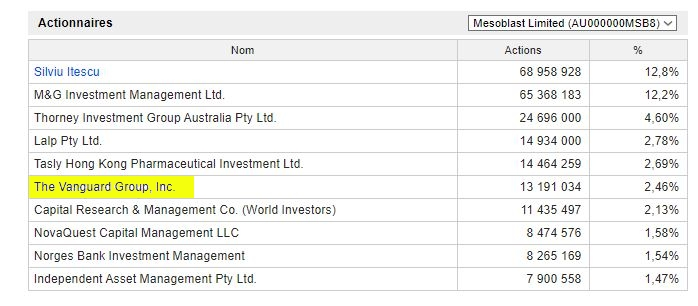 Actionnaires Mesoblast Limited (AU000000MSB8)
Nom Actions %
Silviu Itescu 68 958 928 12,8%
M&G Investment Management Ltd. 65 368 183 12,2%
Thorney Investment Group Australia Pty Ltd. 24 696 000 4,60%
Lalp Pty Ltd. 14 934 000 2,78%
Tasly Hong Kong Pharmaceutical Investment Ltd. 14 464 259 2,69%
The Vanguard Group, Inc. 13 191 034 2,46%
Capital Research & Management Co. (World Investors) 11 435 497 2,13%
NovaQuest Capital Management LLC 8 474 576 1,58%
Norges Bank Investment Management 8 265 169 1,54%
Independent Asset Management Pty Ltd. 7 900 558 1,47%